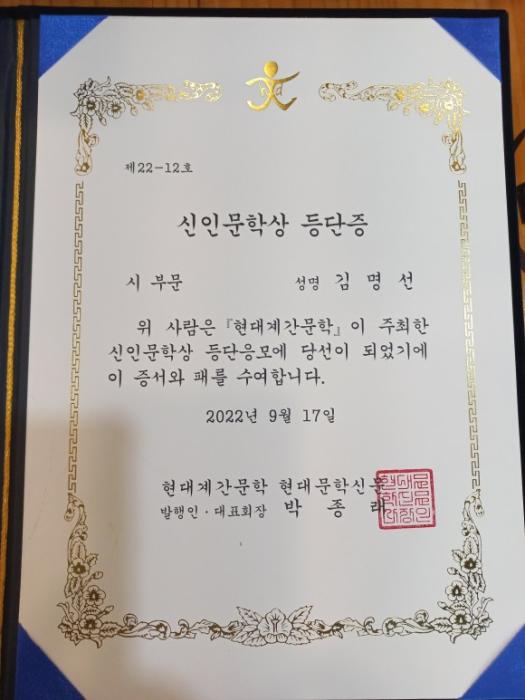 제22-12호
신인문학상 등단증
시 부문 성명 김 명 선
위 사람은 『현대계간문학』이 주최한
신인문학상 등단응모에 당선이 되었기에
이 증서와 패를 수여합니다.
2022년 9월 17일
현대계간문학 현대문학신문
발행인·대표회장 박 종 래